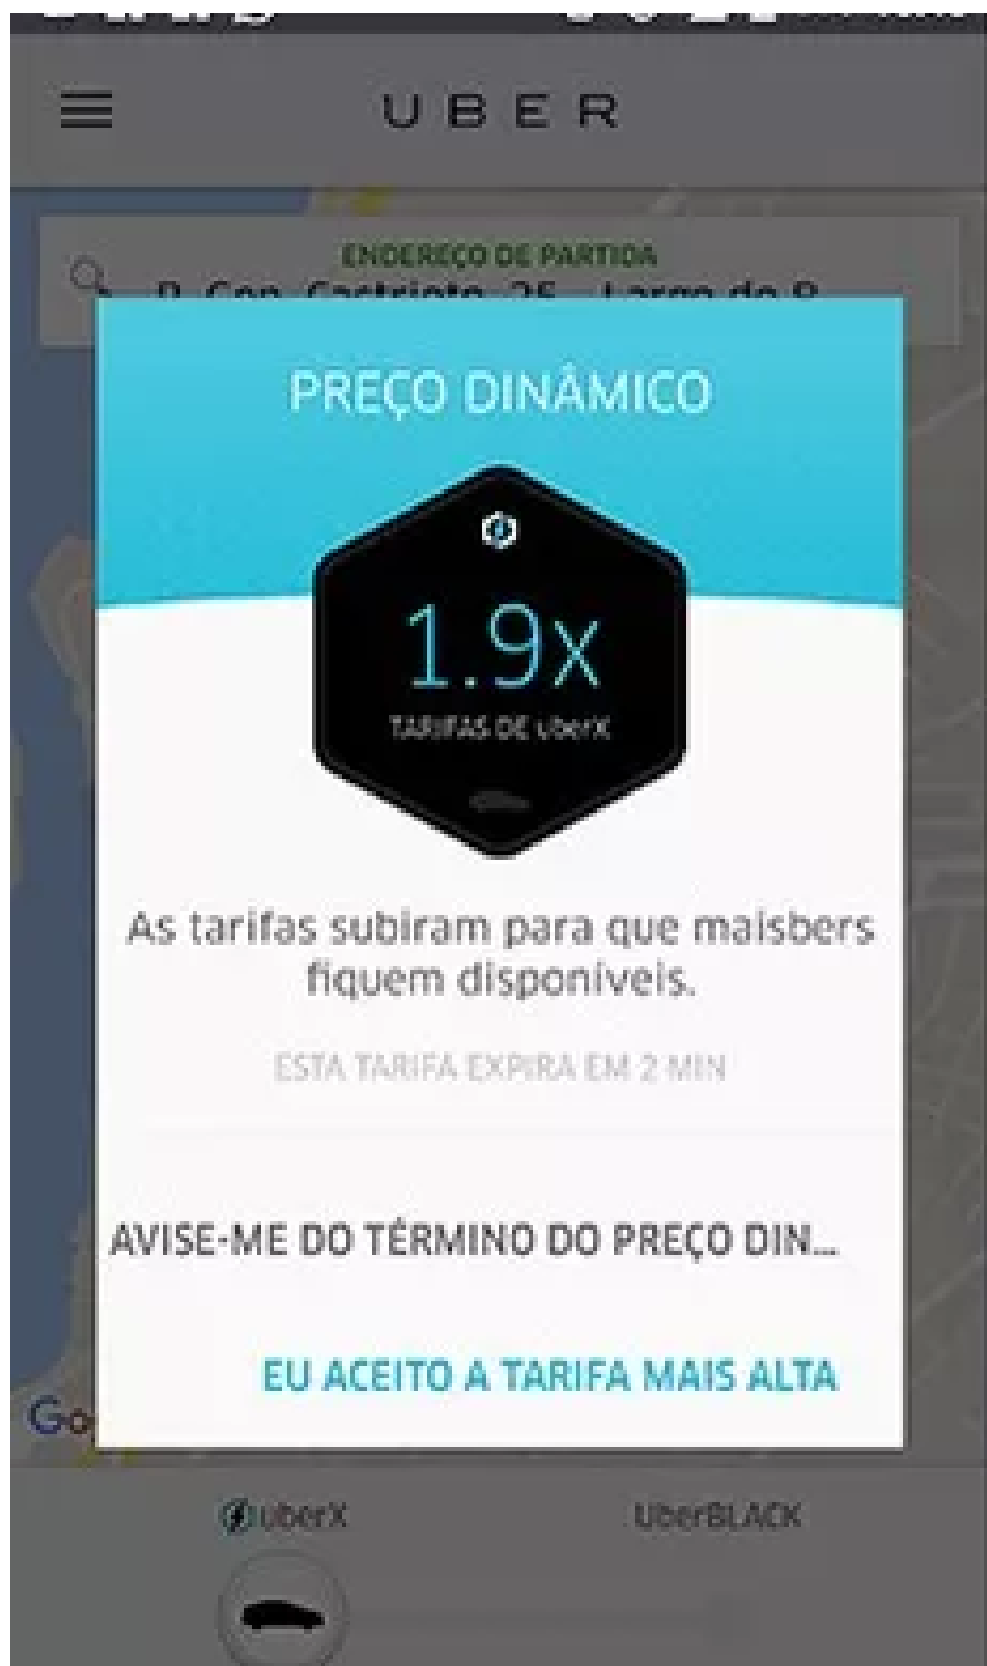 UBER
ENDEREÇO DE PARTIDA
PREÇO DINÂMICO
1.9x
TARIFAS DE uberX
As tarifas subiram para que maisbers
fiquem disponíveis.
ESTA TARIFA EXPIRA EM 2 MIN
AVISE-ME DO TÉRMINO DO PREÇO DIN...
EU ACEITO A TARIFA MAIS ALTA
uberX
UberBLACK